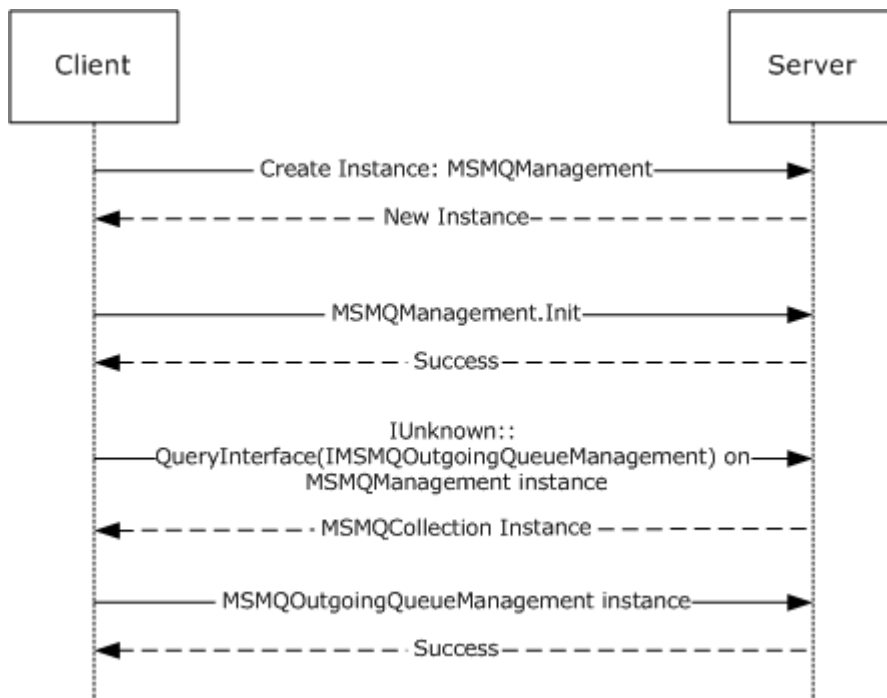 Client
Server
Create Instance: MSMQManagement
New Instance
MSMQManagement.Init
Success
IUnknown::
QueryInterface(IMSMQOutgoingQueueManagement) on
MSMQManagement instance
MSMQCollection Instance
MSMQOutgoingQueueManagement instance
Success